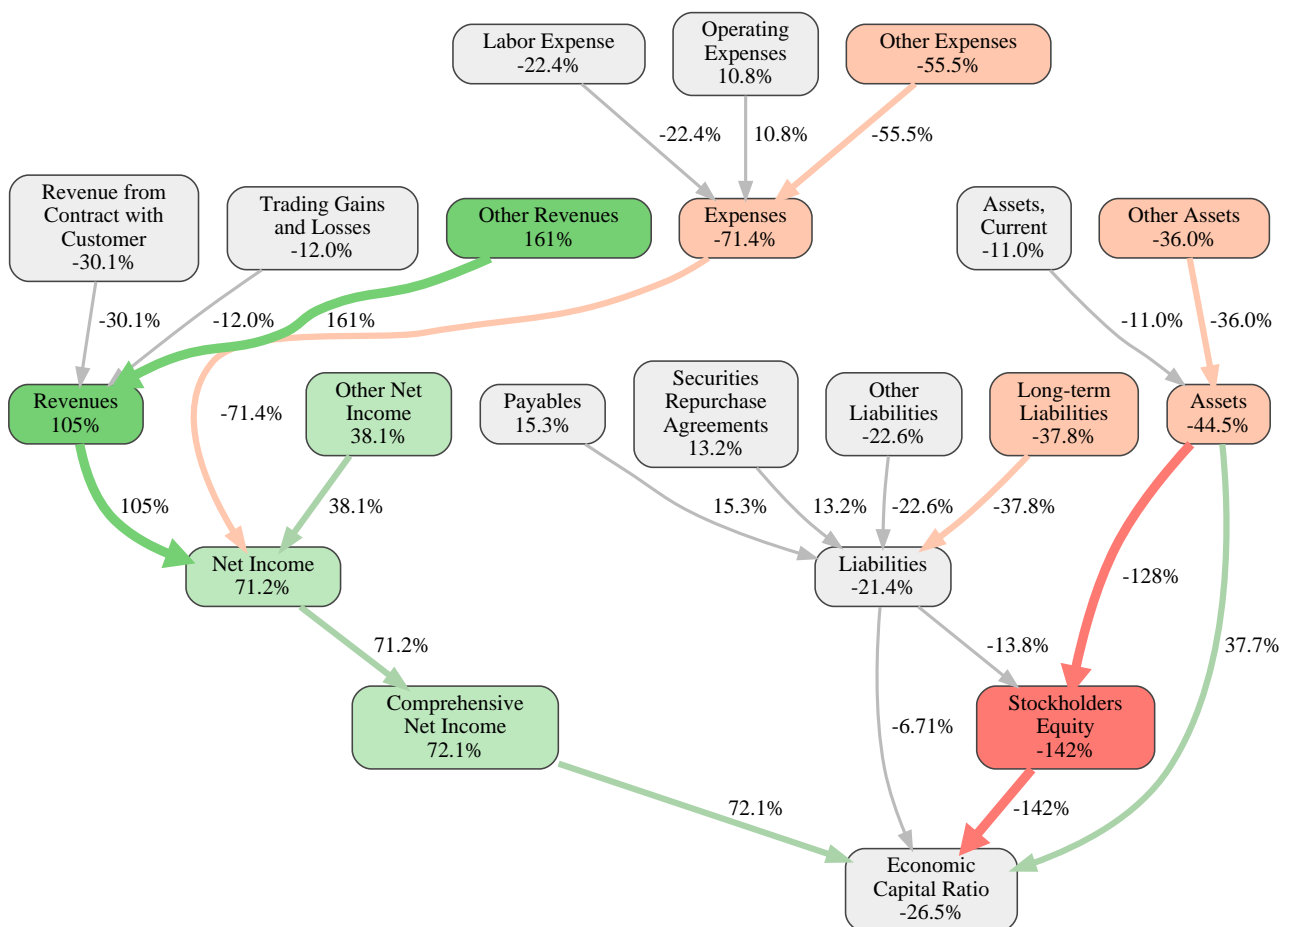 Labor Expense
-22.4%
Operating
Expenses
10.8%
Other Expenses
-55.5%
-22.4%
10.8%
-55.5%
Revenue from
Contract with
Customer
-30.1%
Trading Gains
and Losses
-12.0%
Other Revenues
161%
Expenses
-71.4%
Assets,
Current
-11.0%
Other Assets
-36.0%
-30.1%
-12.0%
161%
-11.0%
-36.0%
Revenues
105%
-71.4%
Other Net
Income
38.1%
Payables
15.3%
Securities
Repurchase
Agreements
13.2%
Other
Liabilities
-22.6%
Long-term
Liabilities
-37.8%
Assets
-44.5%
105%
38.1%
15.3%
13.2%
-22.6%
-37.8%
Net Income
71.2%
Liabilities
-21.4%
-128%
71.2%
-13.8%
37.7%
Comprehensive
Net Income
72.1%
-6.71%
Stockholders
Equity
-142%
72.1%
-142%
Economic
Capital Ratio
-26.5%